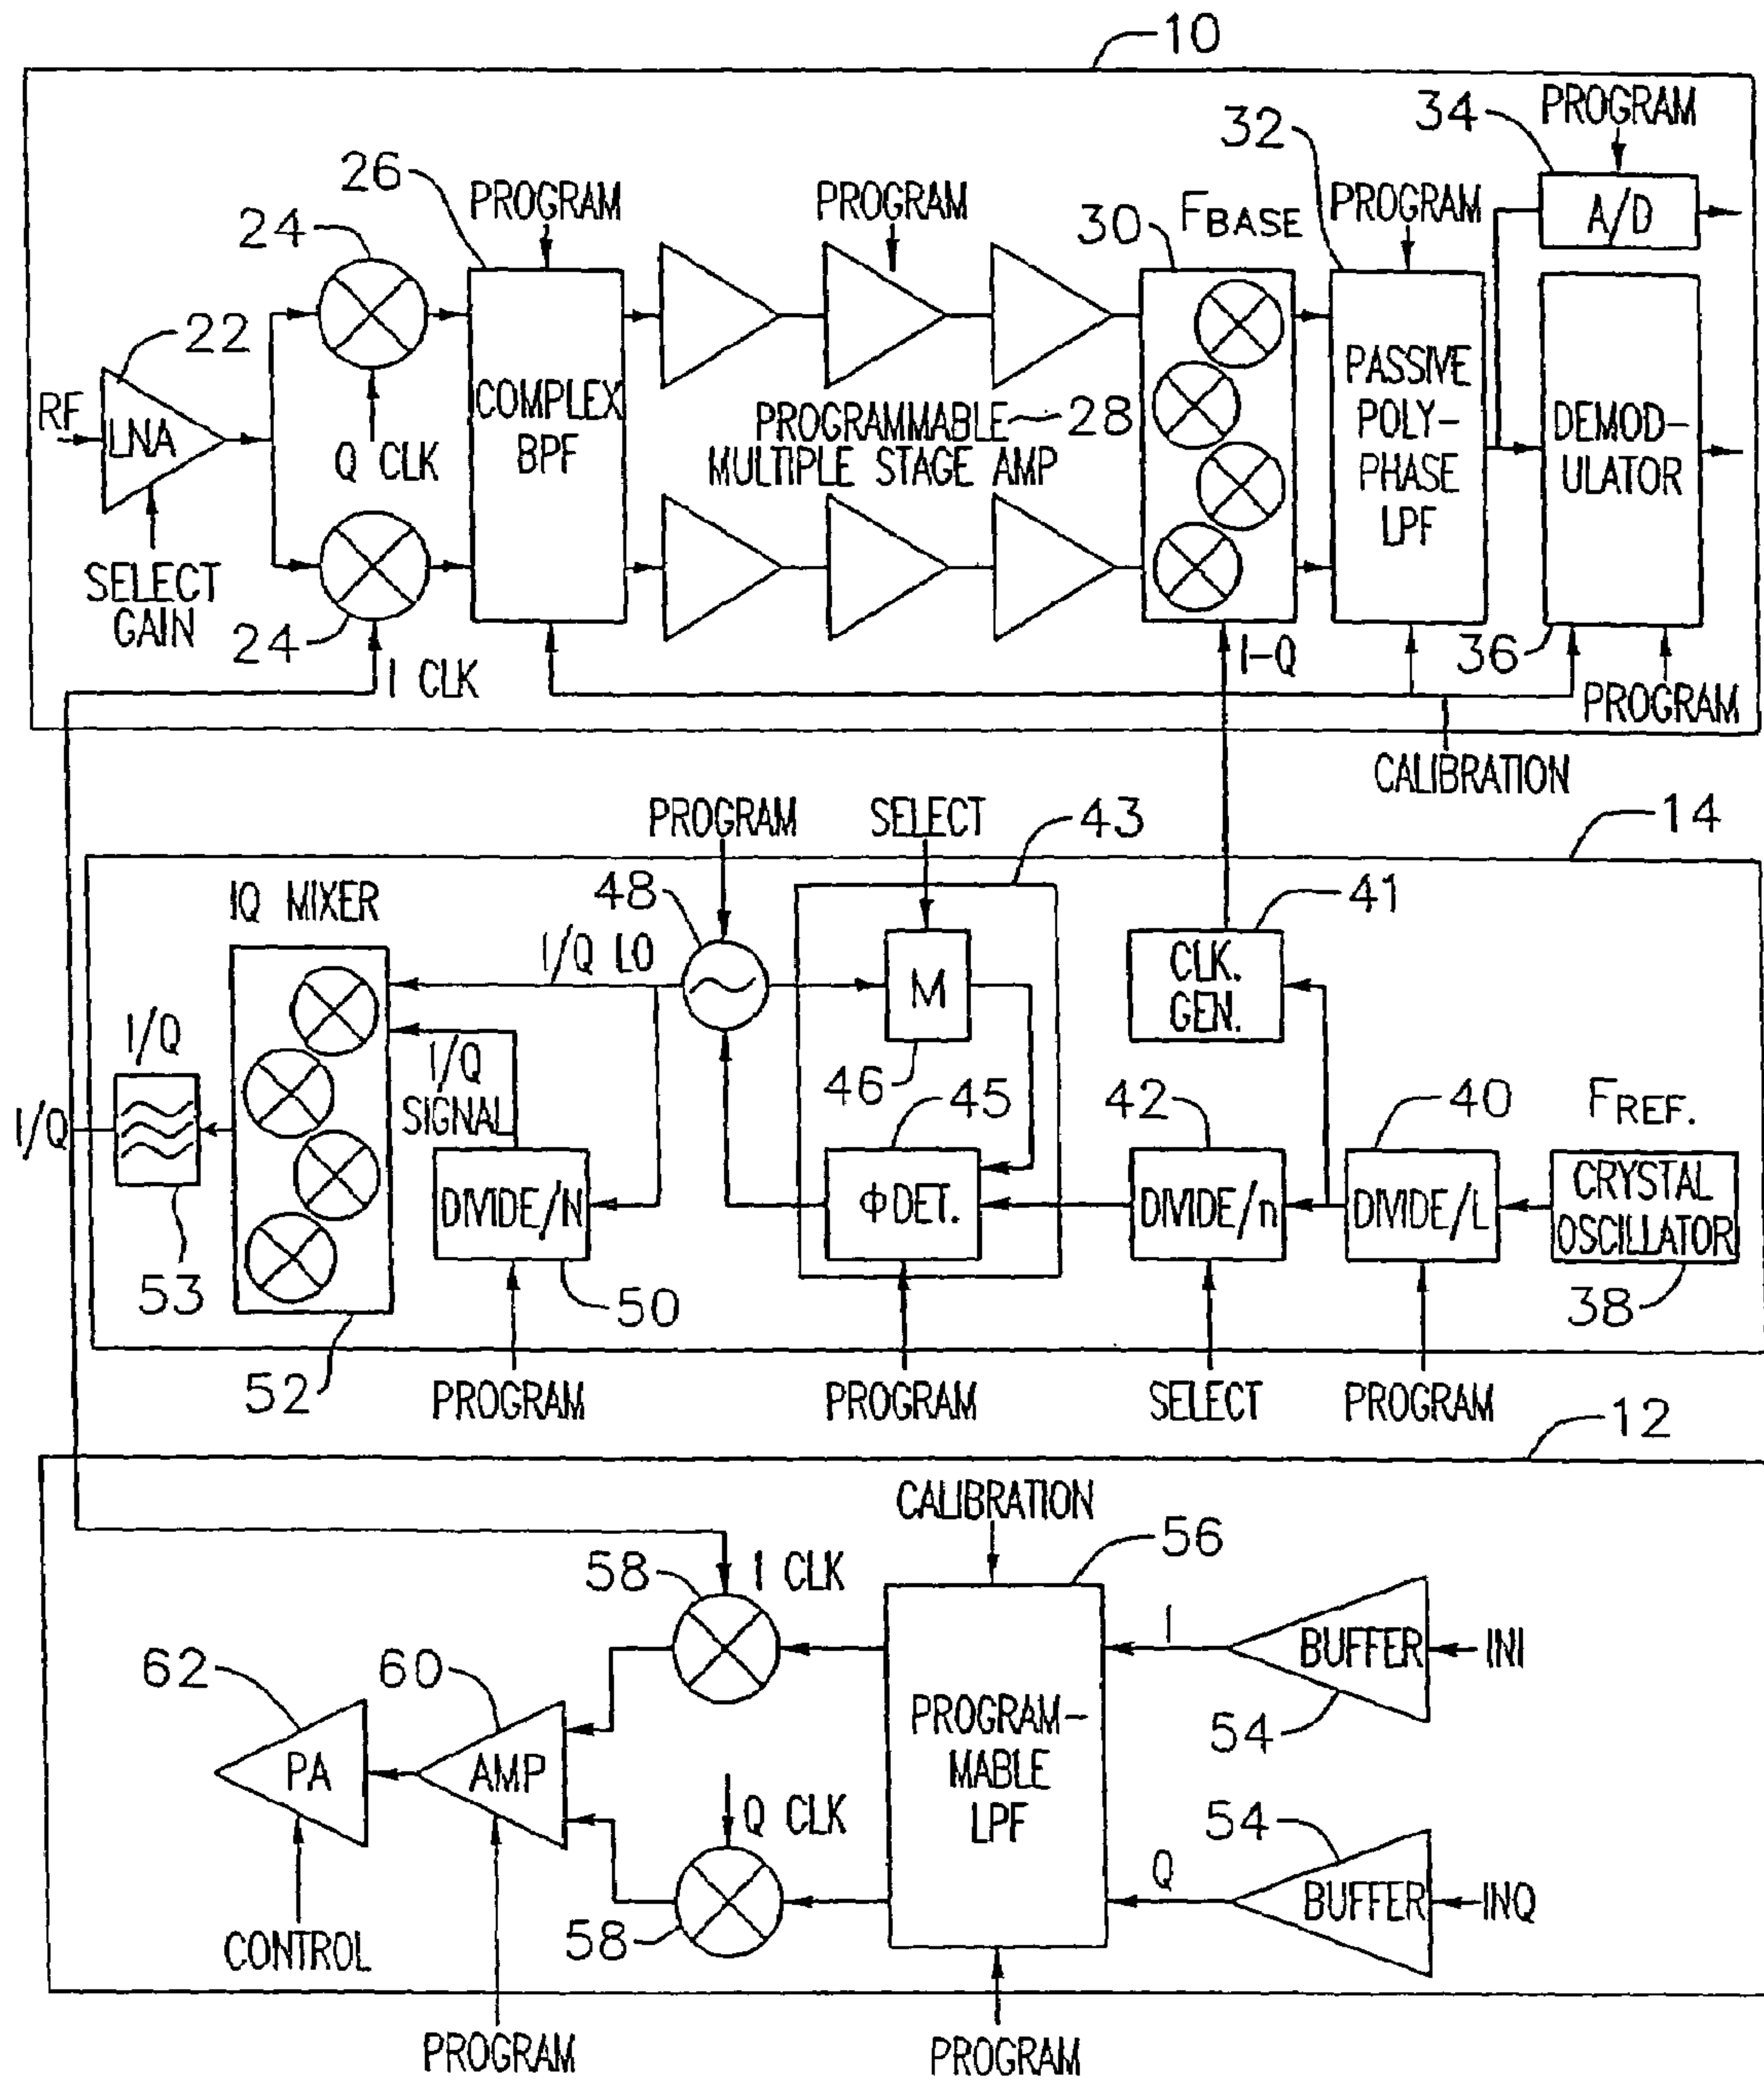 10
PROGRAM
34
32
26
PROGRAM
PROGRAM
30
FBASE
PROGRAM
A/D
24
22
RF
LNA
Q CLK
COMPLEX
BPF
PROGRAMMABLE
28
MULTIPLE STAGE AMP
PASSIVE
POLY-
PHASE
LPF
DEMOD-
ULATOR
SELECT
GAIN
24
I CLK
I-Q
36
PROGRAM
CALIBRATION
PROGRAM
SELECT
43
14
IQ MIXER
48
41
I/Q LO
M
CLK.
GEN.
I/Q
I/Q
SIGNAL
46
45
42
40
FREF.
I/Q
DIVIDE/N
ΦDET.
DIVIDE/n
DIVIDE/L
CRYSTAL
OSCILLATOR
53
50
38
52
PROGRAM
PROGRAM
SELECT
PROGRAM
12
CALIBRATION
58
I CLK
56
I
BUFFER
INI
62
60
54
PA
AMP
PROGRAM-
MABLE
LPF
Q CLK
54
Q
BUFFER
INQ
58
CONTROL
PROGRAM
PROGRAM